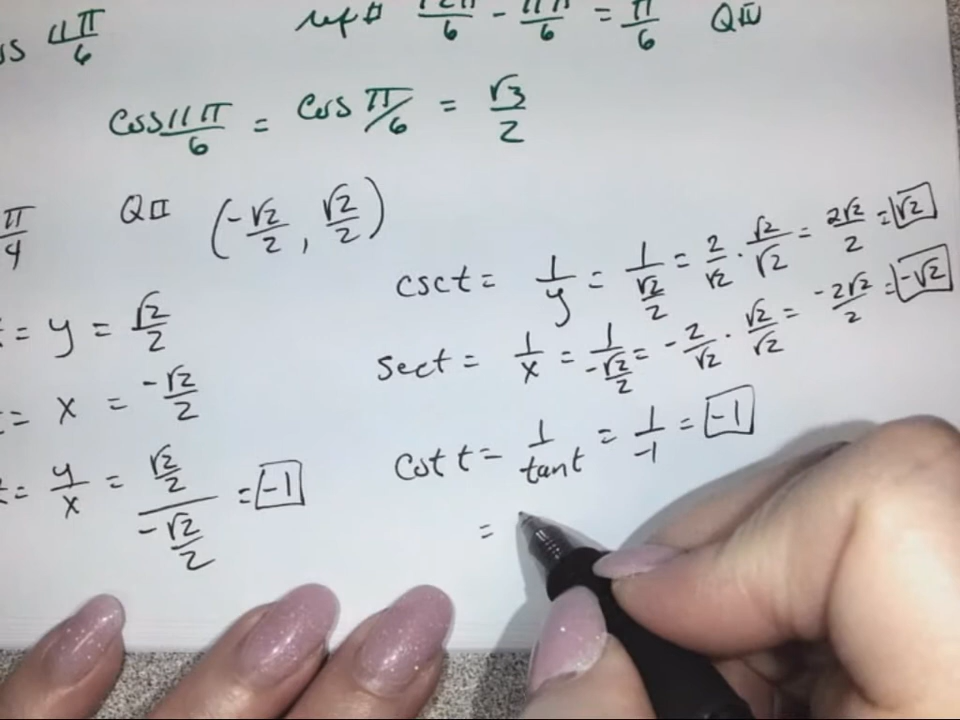 os 11π/6 ref # 12π/6 - 11π/6 = π/6 QIV
cos 11π/6 = cos π/6 = √3/2
π/4 QII (-√2/2, √2/2)
csc t = 1/y = 1/(√2/2) = 2/√2 · √2/√2 = 2√2/2 = √2
t = y = √2/2
sec t = 1/x = 1/(-√2/2) = -2/√2 · √2/√2 = -2√2/2 = -√2
t = x = -√2/2
cot t = 1/tan t = 1/-1 = -1
t = y/x = (√2/2)/(-√2/2) = -1
=